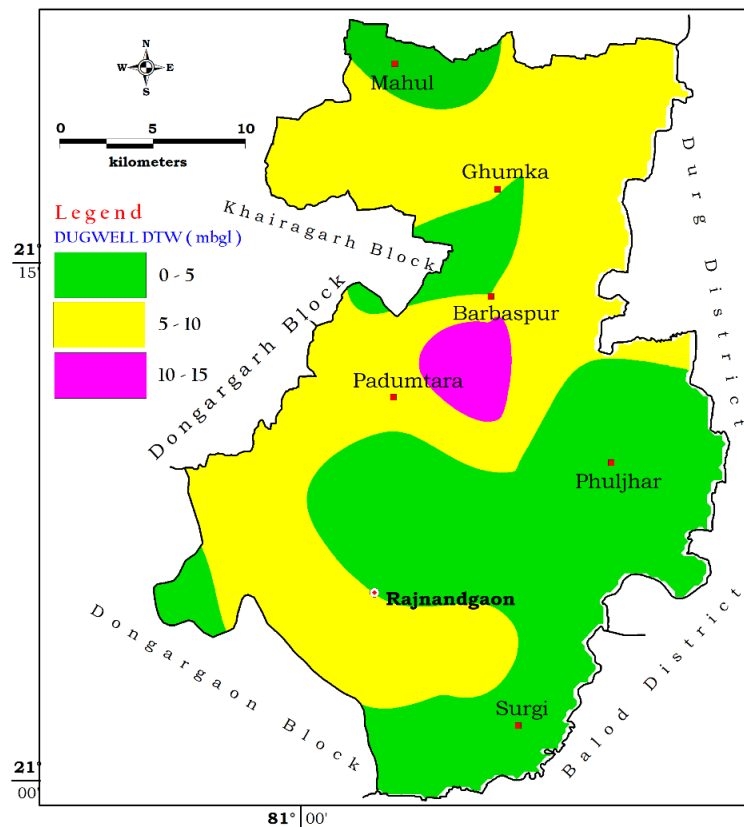 N
W E
S
0 5 10
kilometers
Mahul
Ghumka
Khairagarh Block
Durg District
Legend
DUGWELL DTW ( mbgl )
0 - 5
5 - 10
10 - 15
21°
15'
Dongargarh Block
Barbaspur
Padumtara
Phuljhar
Rajnandgaon
Dongargaon Block
Surgi
Balod District
21°
00'
81° 00'